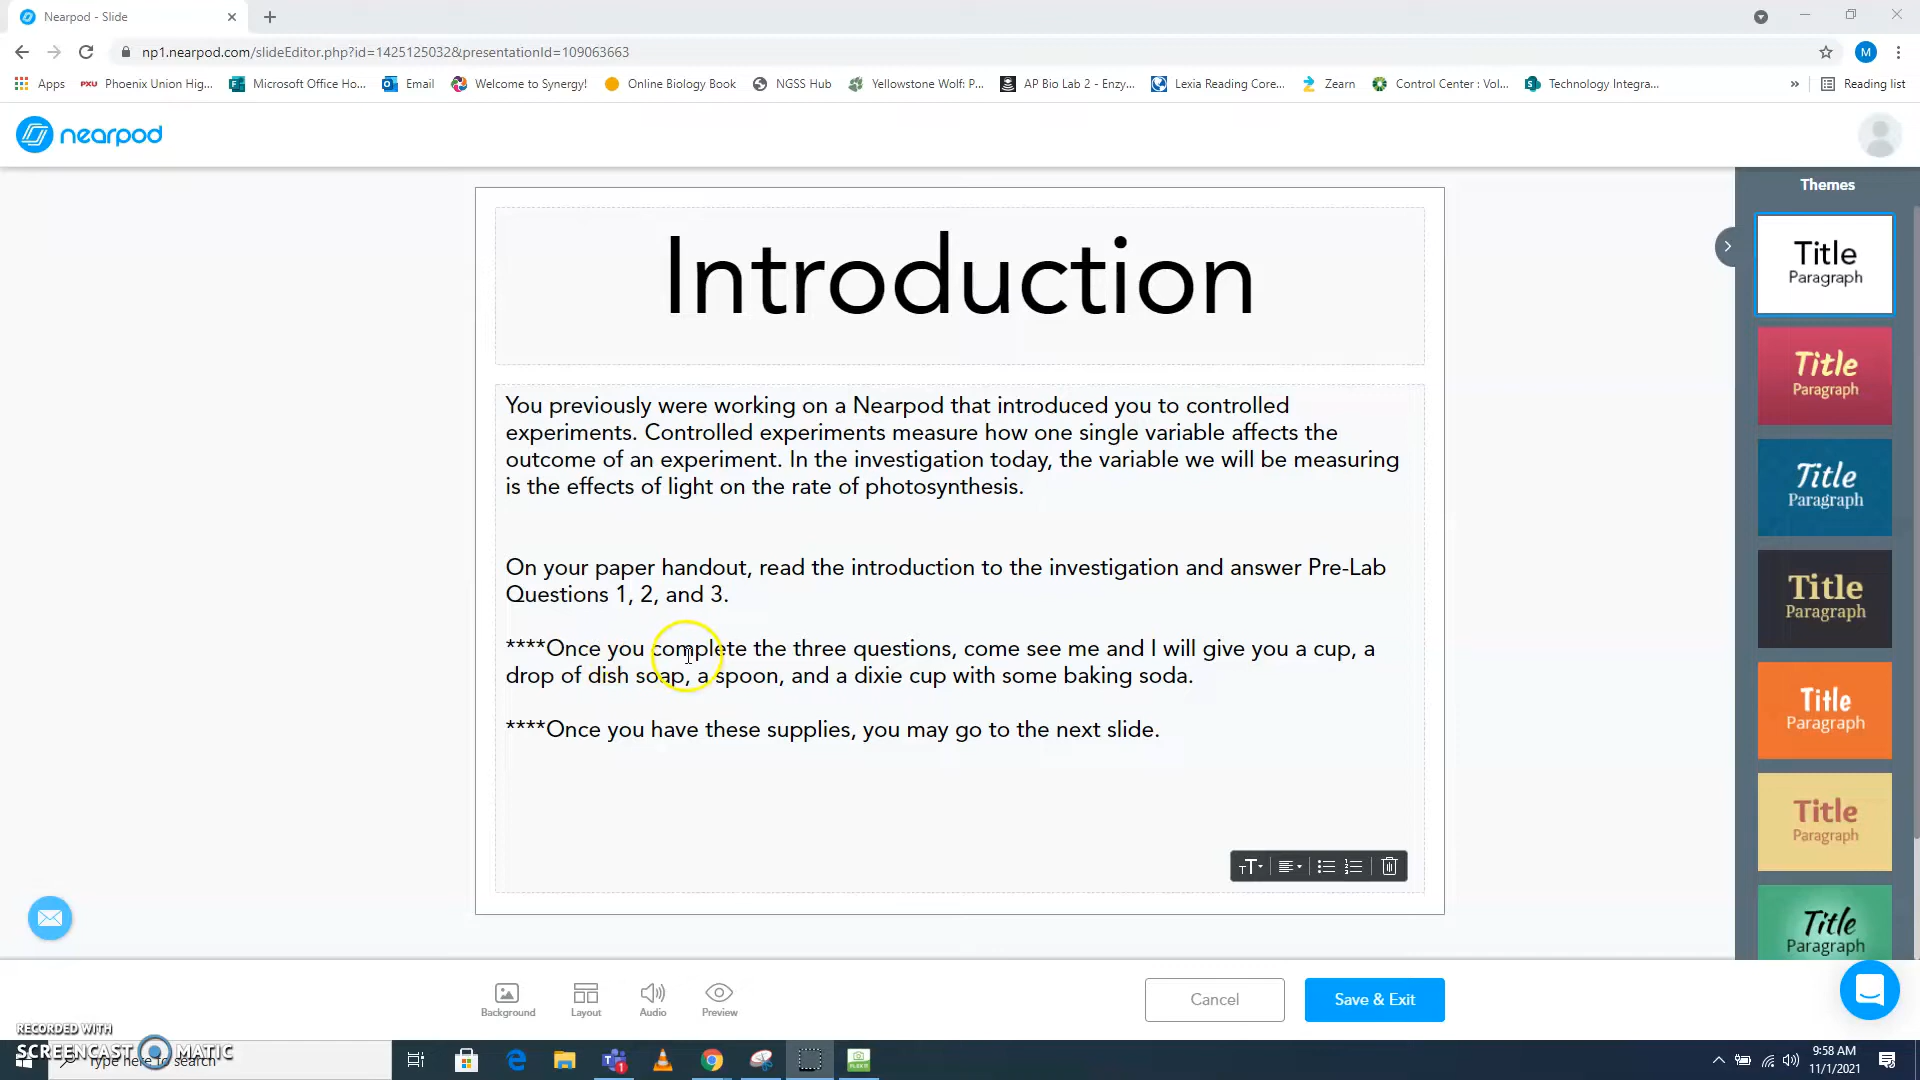 Nearpod - Slide
np1.nearpod.com/slideEditor.php?id=1425125032&presentationId=109063663
M
Apps
PXU Phoenix Union Hig...
Microsoft Office Ho...
Email
Welcome to Synergy!
Online Biology Book
NGSS Hub
Yellowstone Wolf: P...
AP Bio Lab 2 - Enzy...
Lexia Reading Core...
Zearn
Control Center : Vol...
Technology Integra...
»
Reading list
nearpod
Themes
Introduction
You previously were working on a Nearpod that introduced you to controlled
experiments. Controlled experiments measure how one single variable affects the
outcome of an experiment. In the investigation today, the variable we will be measuring
is the effects of light on the rate of photosynthesis.
On your paper handout, read the introduction to the investigation and answer Pre-Lab
Questions 1, 2, and 3.
****Once you complete the three questions, come see me and I will give you a cup, a
drop of dish soap, a spoon, and a dixie cup with some baking soda.
****Once you have these supplies, you may go to the next slide.
Title
Paragraph
Title
Paragraph
Title
Paragraph
Title
Paragraph
Title
Paragraph
Title
Paragraph
Title
Paragraph
Background
Layout
Audio
Preview
Cancel
Save & Exit
RECORDED WITH
SCREENCAST MATIC
Type here to search
1
9:58 AM
11/1/2021